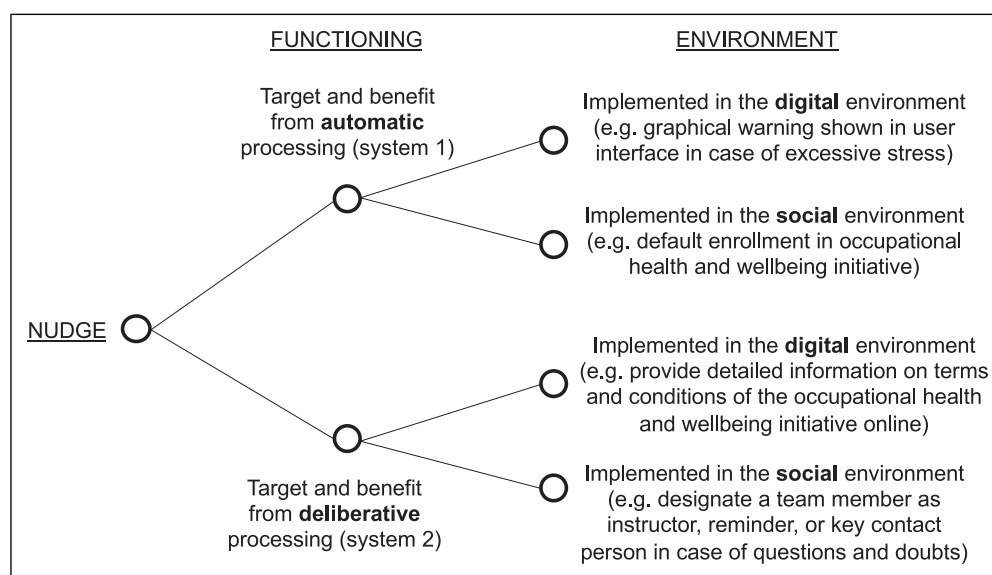 FUNCTIONING
ENVIRONMENT
Target and benefit
from automatic
processing (system 1)
Implemented in the digital environment
(e.g. graphical warning shown in user
interface in case of excessive stress)
Implemented in the social environment
(e.g. default enrollment in occupational
health and wellbeing initiative)
NUDGE
Implemented in the digital environment
(e.g. provide detailed information on terms
and conditions of the occupational health
and wellbeing initiative online)
Target and benefit
from deliberative
processing (system 2)
Implemented in the social environment
(e.g. designate a team member as
instructor, reminder, or key contact
person in case of questions and doubts)